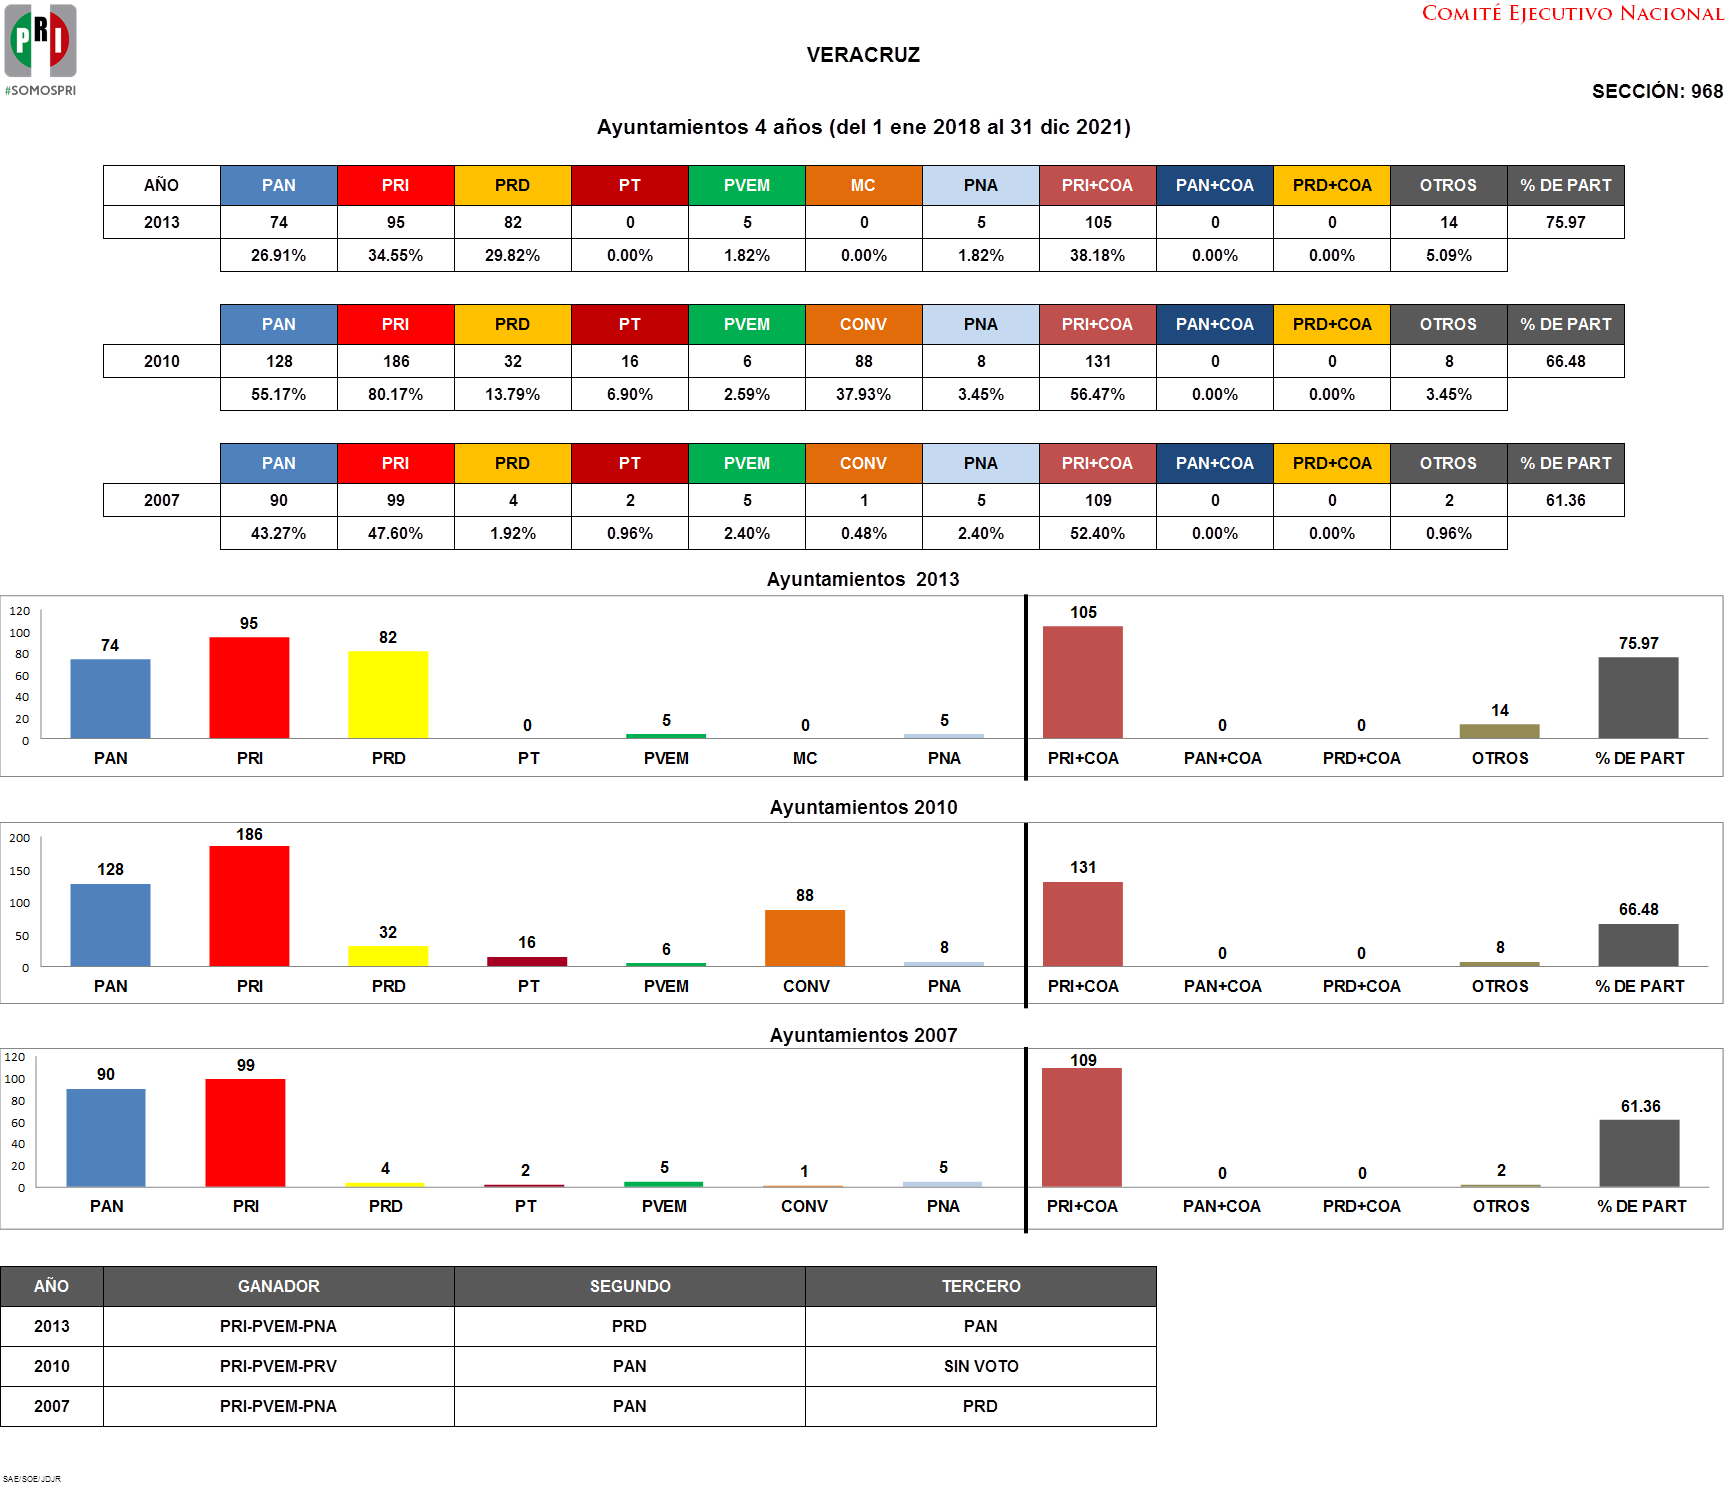 PRI
#SOMOSPRI
COMITÉ EJECUTIVO NACIONAL
VERACRUZ
SECCIÓN: 968
Ayuntamientos 4 años (del 1 ene 2018 al 31 dic 2021)
AÑO PAN PRI PRD PT PVEM MC PNA PRI+COA PAN+COA PRD+COA OTROS % DE PART
2013 74 95 82 0 5 0 5 105 0 0 14 75.97
26.91% 34.55% 29.82% 0.00% 1.82% 0.00% 1.82% 38.18% 0.00% 0.00% 5.09%
PAN PRI PRD PT PVEM CONV PNA PRI+COA PAN+COA PRD+COA OTROS % DE PART
2010 128 186 32 16 6 88 8 131 0 0 8 66.48
55.17% 80.17% 13.79% 6.90% 2.59% 37.93% 3.45% 56.47% 0.00% 0.00% 3.45%
PAN PRI PRD PT PVEM CONV PNA PRI+COA PAN+COA PRD+COA OTROS % DE PART
2007 90 99 4 2 5 1 5 109 0 0 2 61.36
43.27% 47.60% 1.92% 0.96% 2.40% 0.48% 2.40% 52.40% 0.00% 0.00% 0.96%
Ayuntamientos 2013
120
100
80
60
40
20
0
74 95 82 0 5 0 5 105 0 0 14 75.97
PAN PRI PRD PT PVEM MC PNA PRI+COA PAN+COA PRD+COA OTROS % DE PART
Ayuntamientos 2010
200
150
100
50
0
128 186 32 16 6 88 8 131 0 0 8 66.48
PAN PRI PRD PT PVEM CONV PNA PRI+COA PAN+COA PRD+COA OTROS % DE PART
Ayuntamientos 2007
120
100
80
60
40
20
0
90 99 4 2 5 1 5 109 0 0 2 61.36
PAN PRI PRD PT PVEM CONV PNA PRI+COA PAN+COA PRD+COA OTROS % DE PART
AÑO GANADOR SEGUNDO TERCERO
2013 PRI-PVEM-PNA PRD PAN
2010 PRI-PVEM-PRV PAN SIN VOTO
2007 PRI-PVEM-PNA PAN PRD
SAE/SOE/JDJR